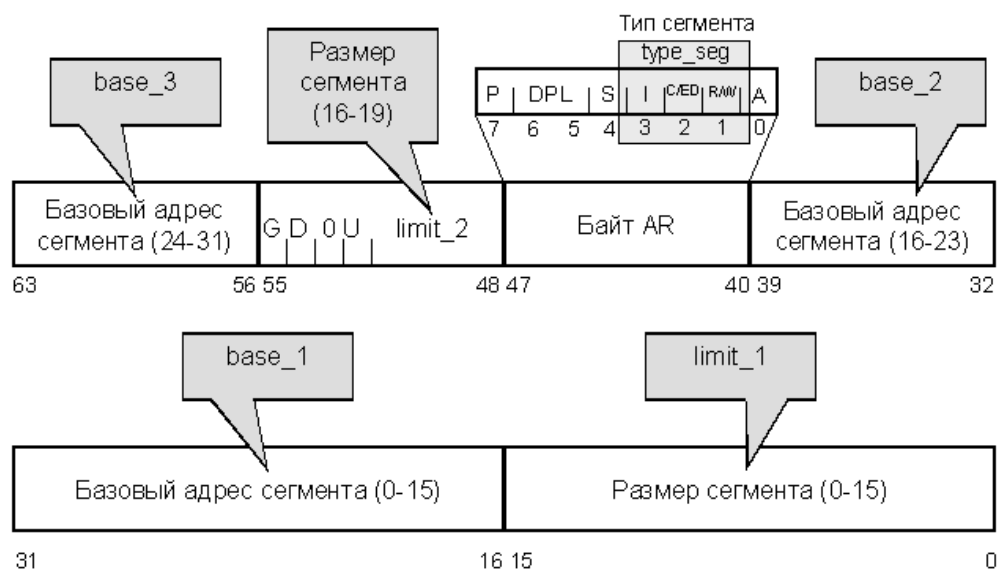 Тип сегмента
type_seg
base_3
Размер
сегмента
(16-19)
base_2
P DPL S I C/ED R/W A
7 6 5 4 3 2 1 0
Базовый адрес
сегмента (24-31)
G D 0 U limit_2
Байт AR
Базовый адрес
сегмента (16-23)
63 56 55 48 47 40 39 32
base_1
limit_1
Базовый адрес сегмента (0-15)
Размер сегмента (0-15)
31 16 15 0